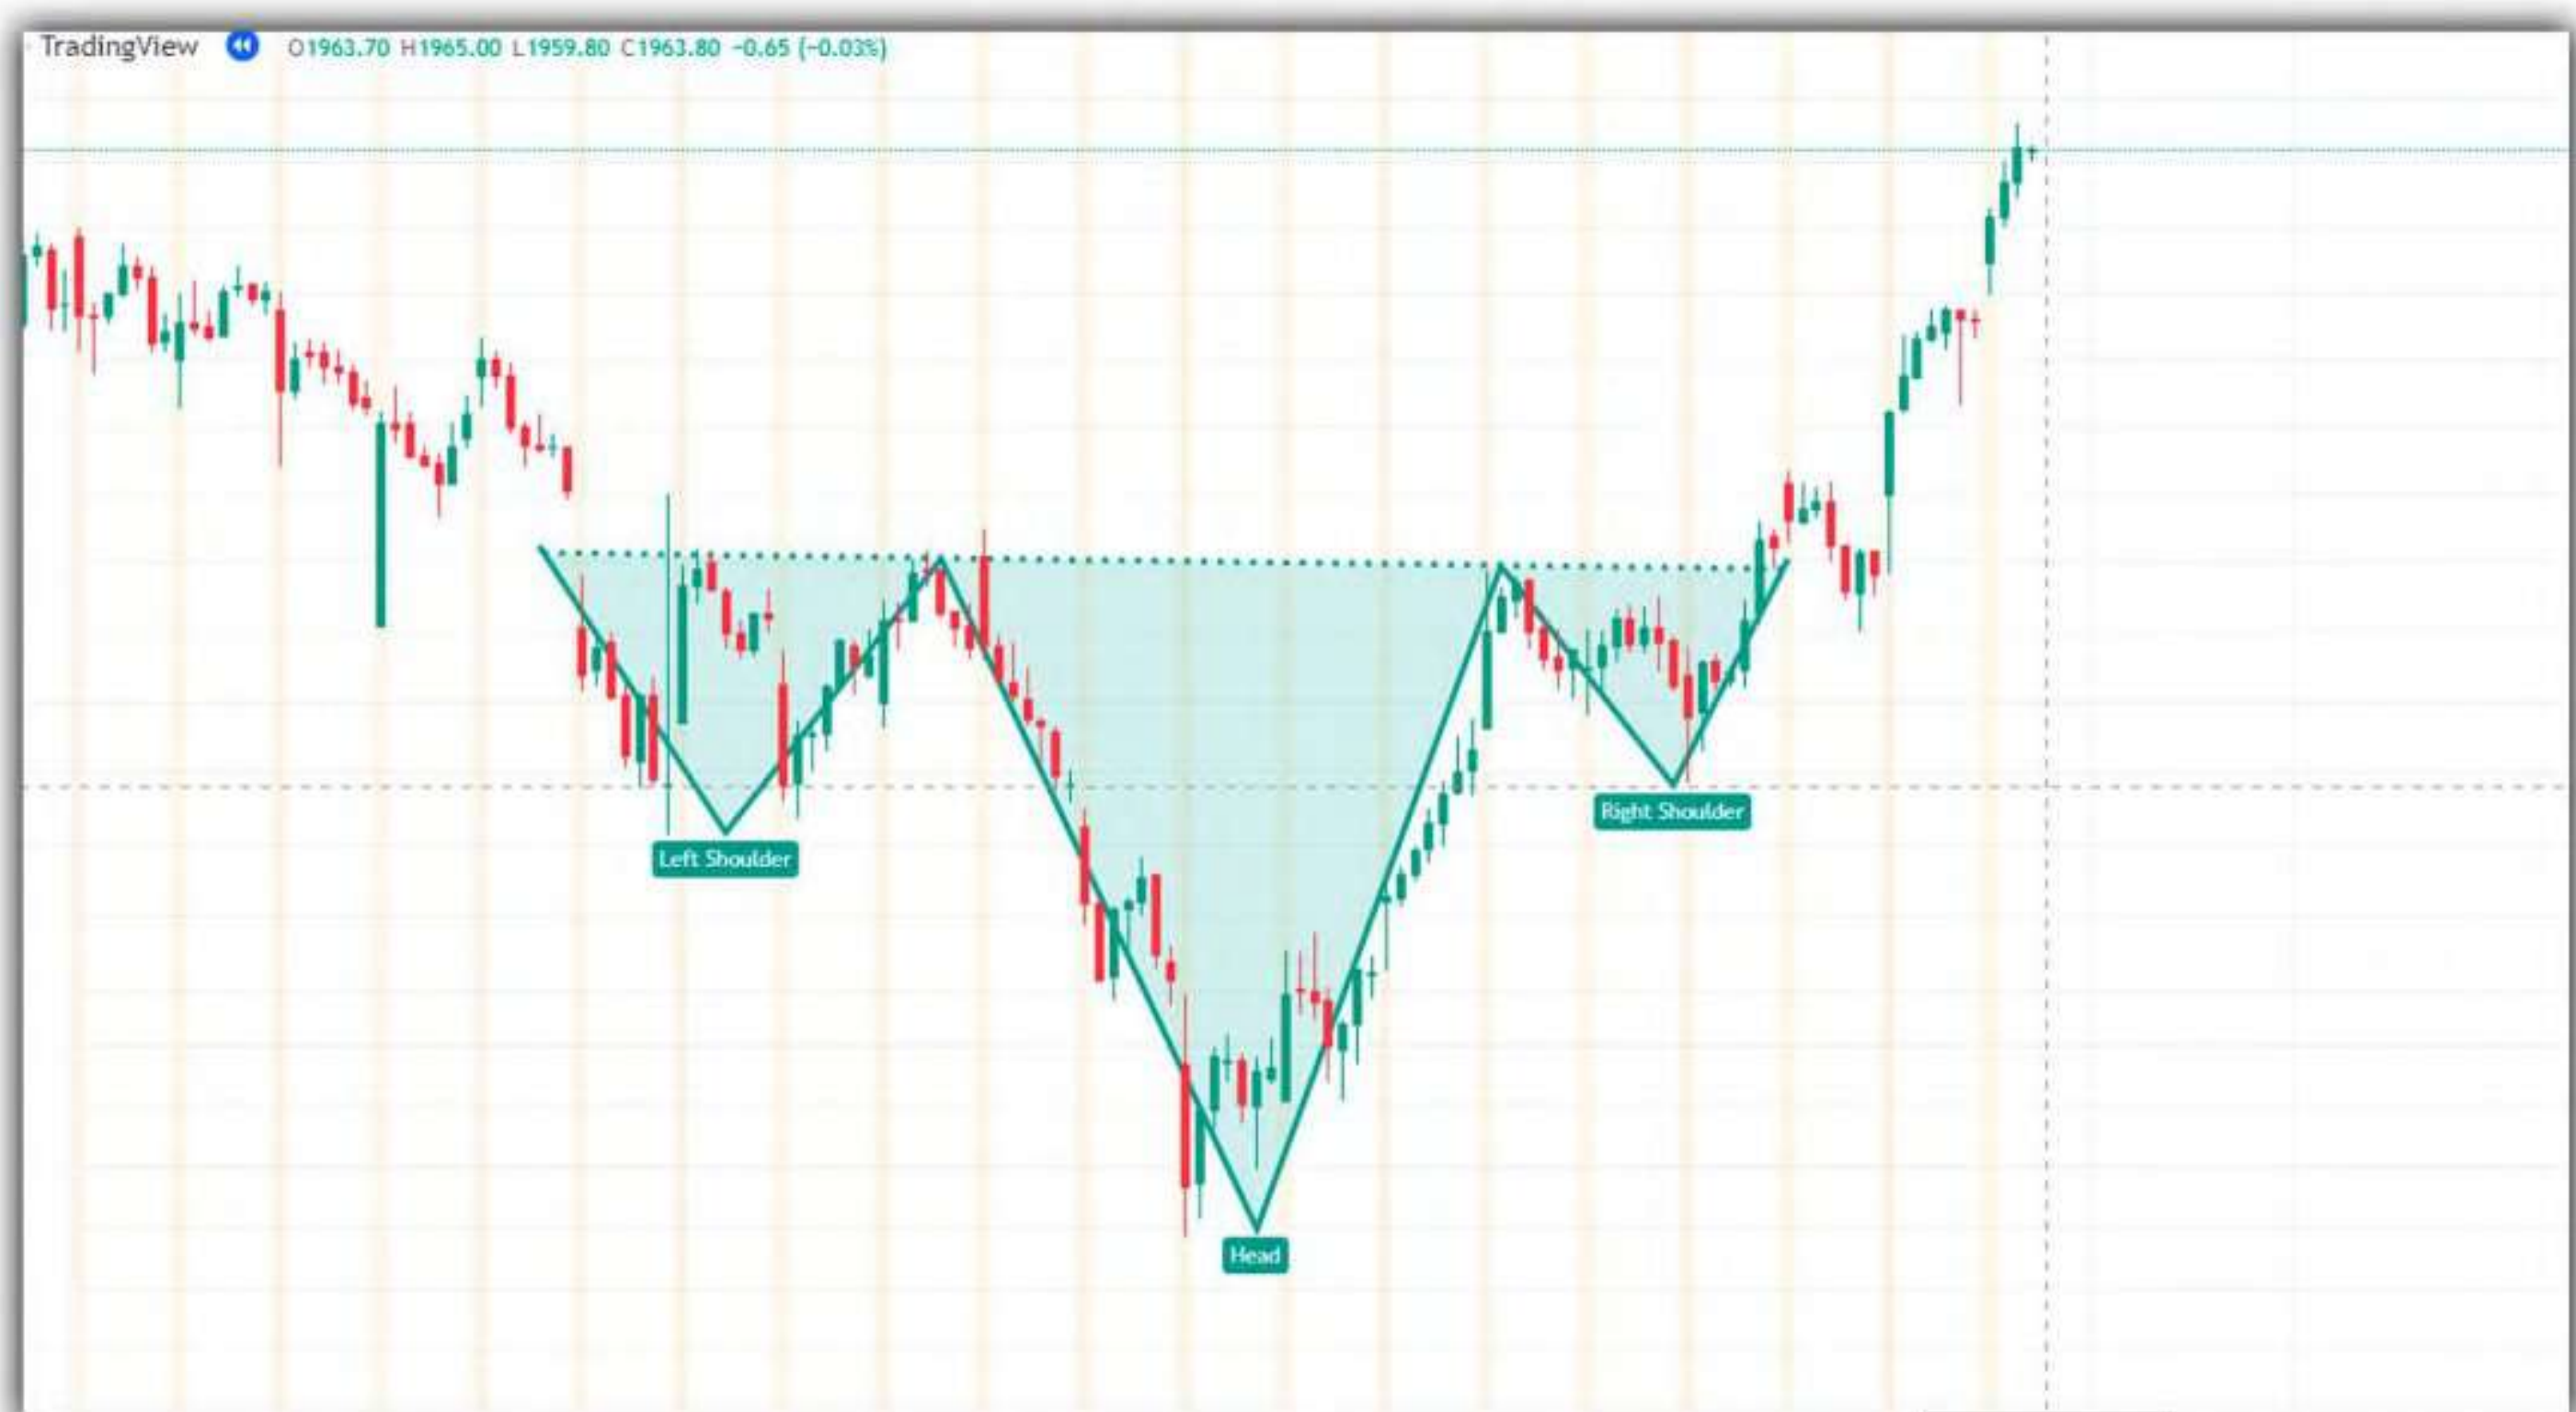 TradingView O1963.70 H1965.00 L1959.80 C1963.80 −0.65 (−0.03%)
Right Shoulder
Left Shoulder
Head